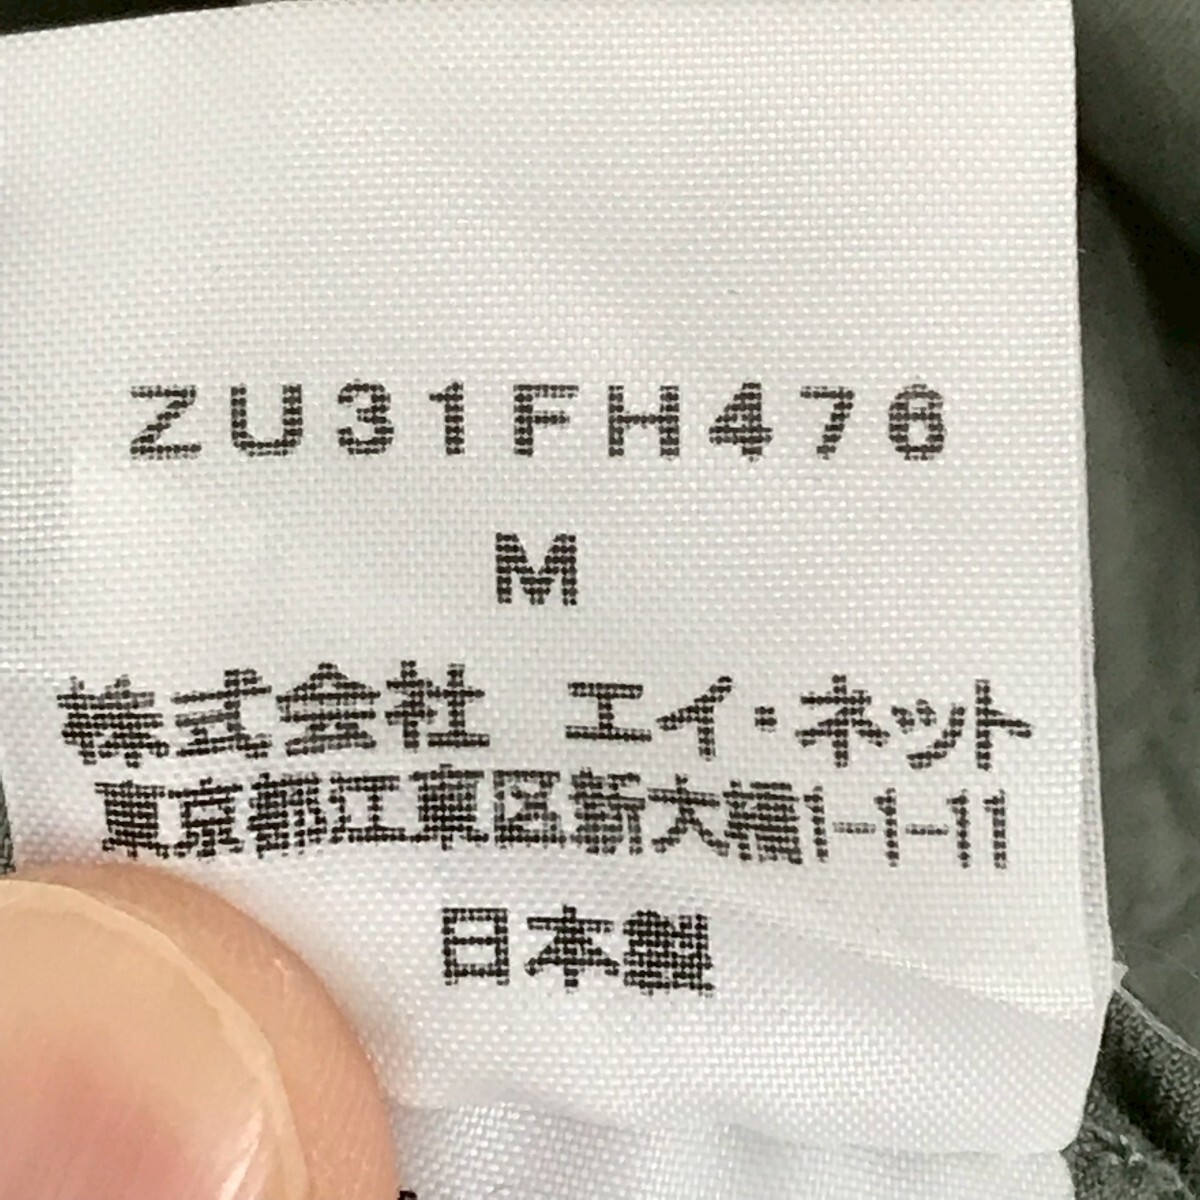 ZU31FH476
M
株式会社 エイ・ネット
東京都江東区新大橋1-1-11
日本製